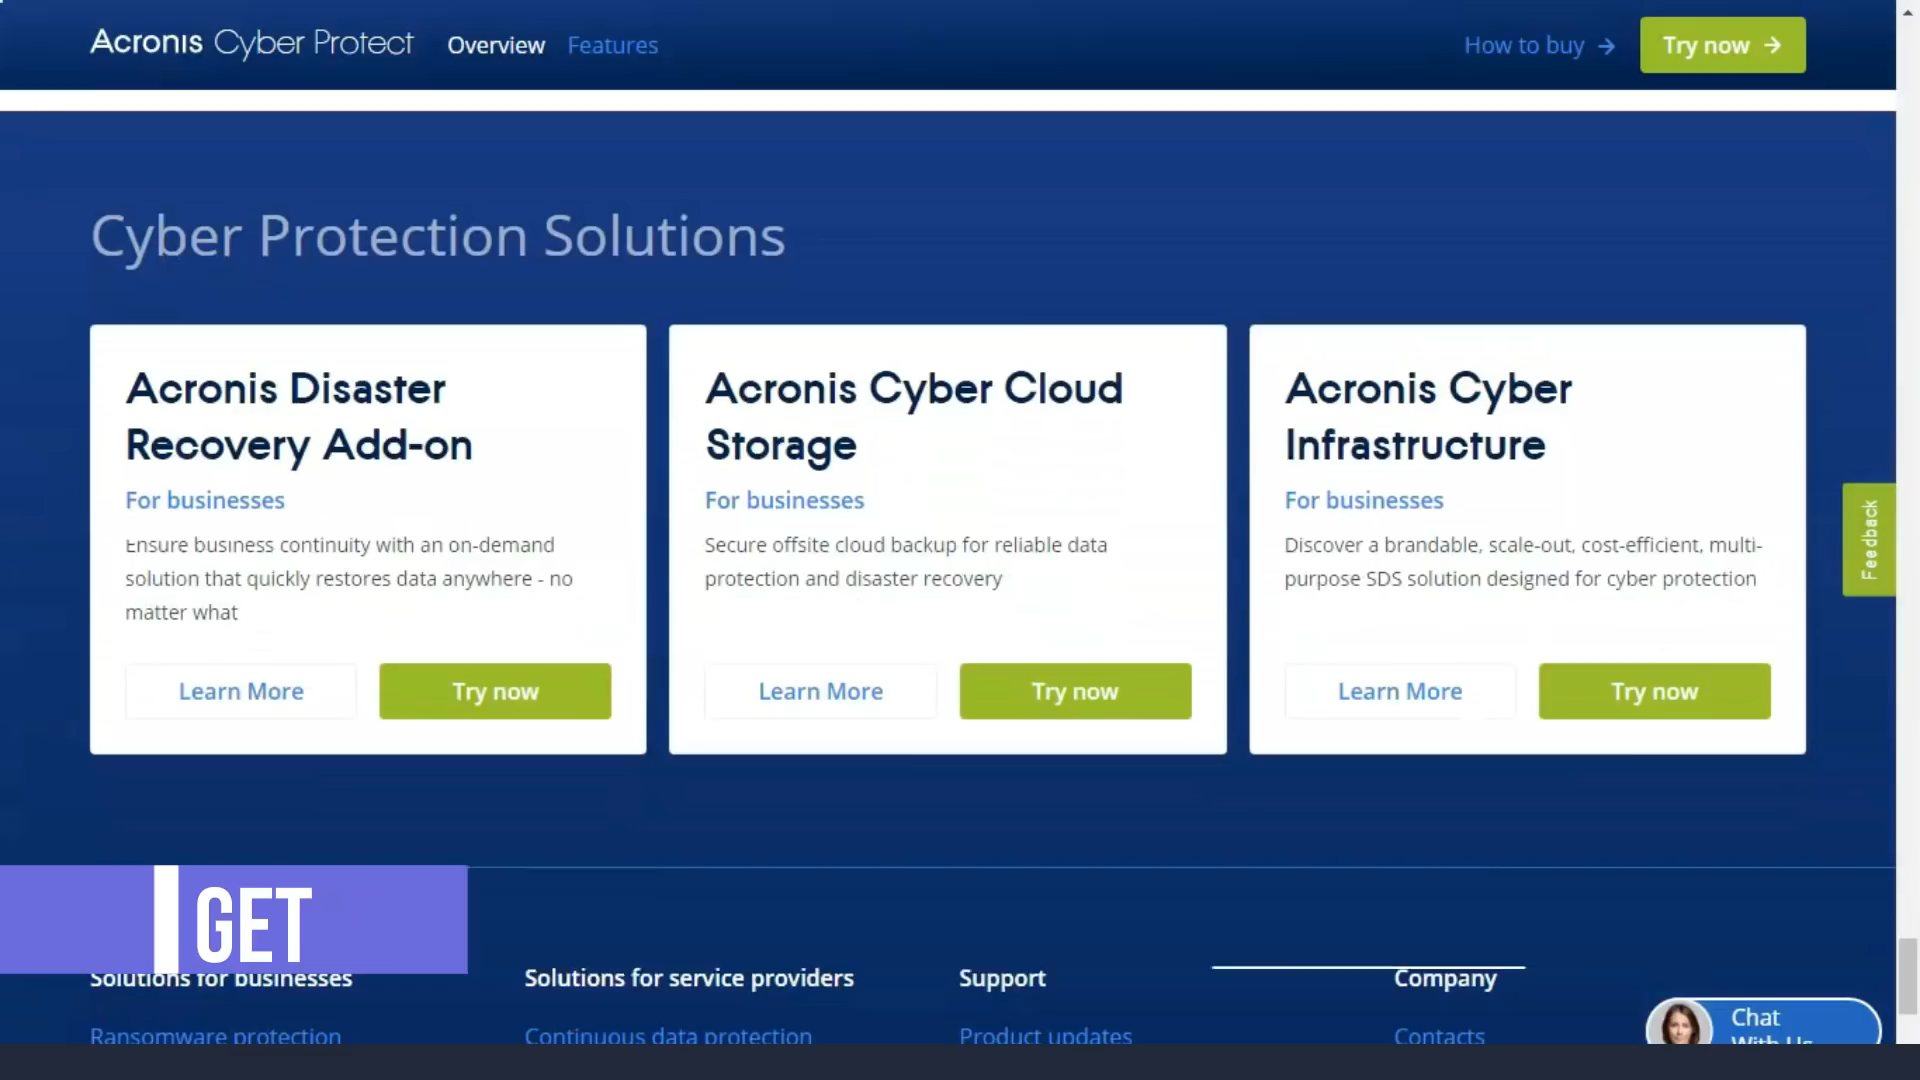 Acronis Cyber Protect Overview Features How to buy → Try now →
Cyber Protection Solutions
Acronis Disaster
Recovery Add-on
For businesses
Ensure business continuity with an on-demand
solution that quickly restores data anywhere - no
matter what
Learn More Try now
Acronis Cyber Cloud
Storage
For businesses
Secure offsite cloud backup for reliable data
protection and disaster recovery
Learn More Try now
Acronis Cyber
Infrastructure
For businesses
Discover a brandable, scale-out, cost-efficient, multi-
purpose SDS solution designed for cyber protection
Learn More Try now
Feedback
GET
Solutions for businesses
Ransomware protection
Solutions for service providers
Continuous data protection
Support
Product updates
Company
Contacts
Chat
With Us